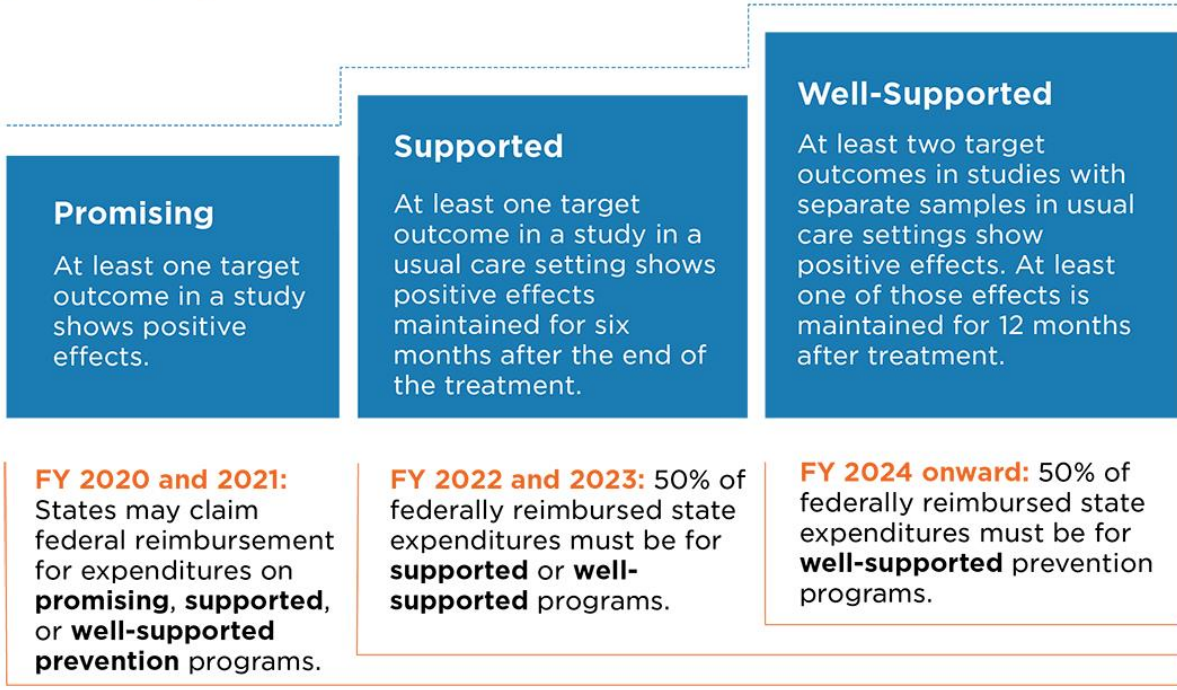 Promising
At least one target
outcome in a study
shows positive
effects.
Supported
At least one target
outcome in a study in a
usual care setting shows
positive effects
maintained for six
months after the end of
the treatment.
Well-Supported
At least two target
outcomes in studies with
separate samples in usual
care settings show
positive effects. At least
one of those effects is
maintained for 12 months
after treatment.
FY 2020 and 2021:
States may claim
federal reimbursement
for expenditures on
promising, supported,
or well-supported
prevention programs.
FY 2022 and 2023: 50% of
federally reimbursed state
expenditures must be for
supported or well-
supported programs.
FY 2024 onward: 50% of
federally reimbursed state
expenditures must be for
well-supported prevention
programs.